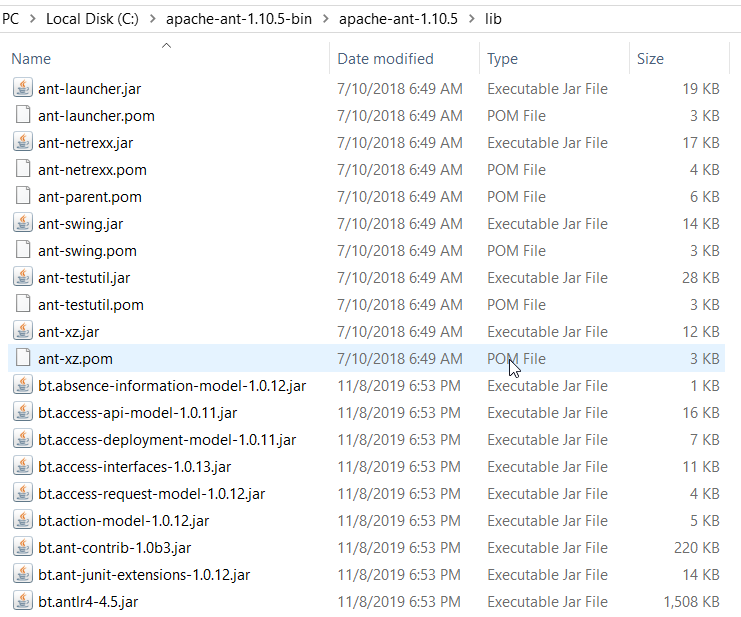 PC > Local Disk (C:) > apache-ant-1.10.5-bin > apache-ant-1.10.5 > lib
Name Date modified Type Size
ant-launcher.jar 7/10/2018 6:49 AM Executable Jar File 19 KB
ant-launcher.pom 7/10/2018 6:49 AM POM File 3 KB
ant-netrexx.jar 7/10/2018 6:49 AM Executable Jar File 17 KB
ant-netrexx.pom 7/10/2018 6:49 AM POM File 4 KB
ant-parent.pom 7/10/2018 6:49 AM POM File 6 KB
ant-swing.jar 7/10/2018 6:49 AM Executable Jar File 14 KB
ant-swing.pom 7/10/2018 6:49 AM POM File 3 KB
ant-testutil.jar 7/10/2018 6:49 AM Executable Jar File 28 KB
ant-testutil.pom 7/10/2018 6:49 AM POM File 3 KB
ant-xz.jar 7/10/2018 6:49 AM Executable Jar File 12 KB
ant-xz.pom 7/10/2018 6:49 AM POM File 3 KB
bt.absence-information-model-1.0.12.jar 11/8/2019 6:53 PM Executable Jar File 1 KB
bt.access-api-model-1.0.11.jar 11/8/2019 6:53 PM Executable Jar File 16 KB
bt.access-deployment-model-1.0.11.jar 11/8/2019 6:53 PM Executable Jar File 7 KB
bt.access-interfaces-1.0.13.jar 11/8/2019 6:53 PM Executable Jar File 11 KB
bt.access-request-model-1.0.12.jar 11/8/2019 6:53 PM Executable Jar File 4 KB
bt.action-model-1.0.12.jar 11/8/2019 6:53 PM Executable Jar File 5 KB
bt.ant-contrib-1.0b3.jar 11/8/2019 6:53 PM Executable Jar File 220 KB
bt.ant-junit-extensions-1.0.12.jar 11/8/2019 6:53 PM Executable Jar File 14 KB
bt.antlr4-4.5.jar 11/8/2019 6:53 PM Executable Jar File 1,508 KB